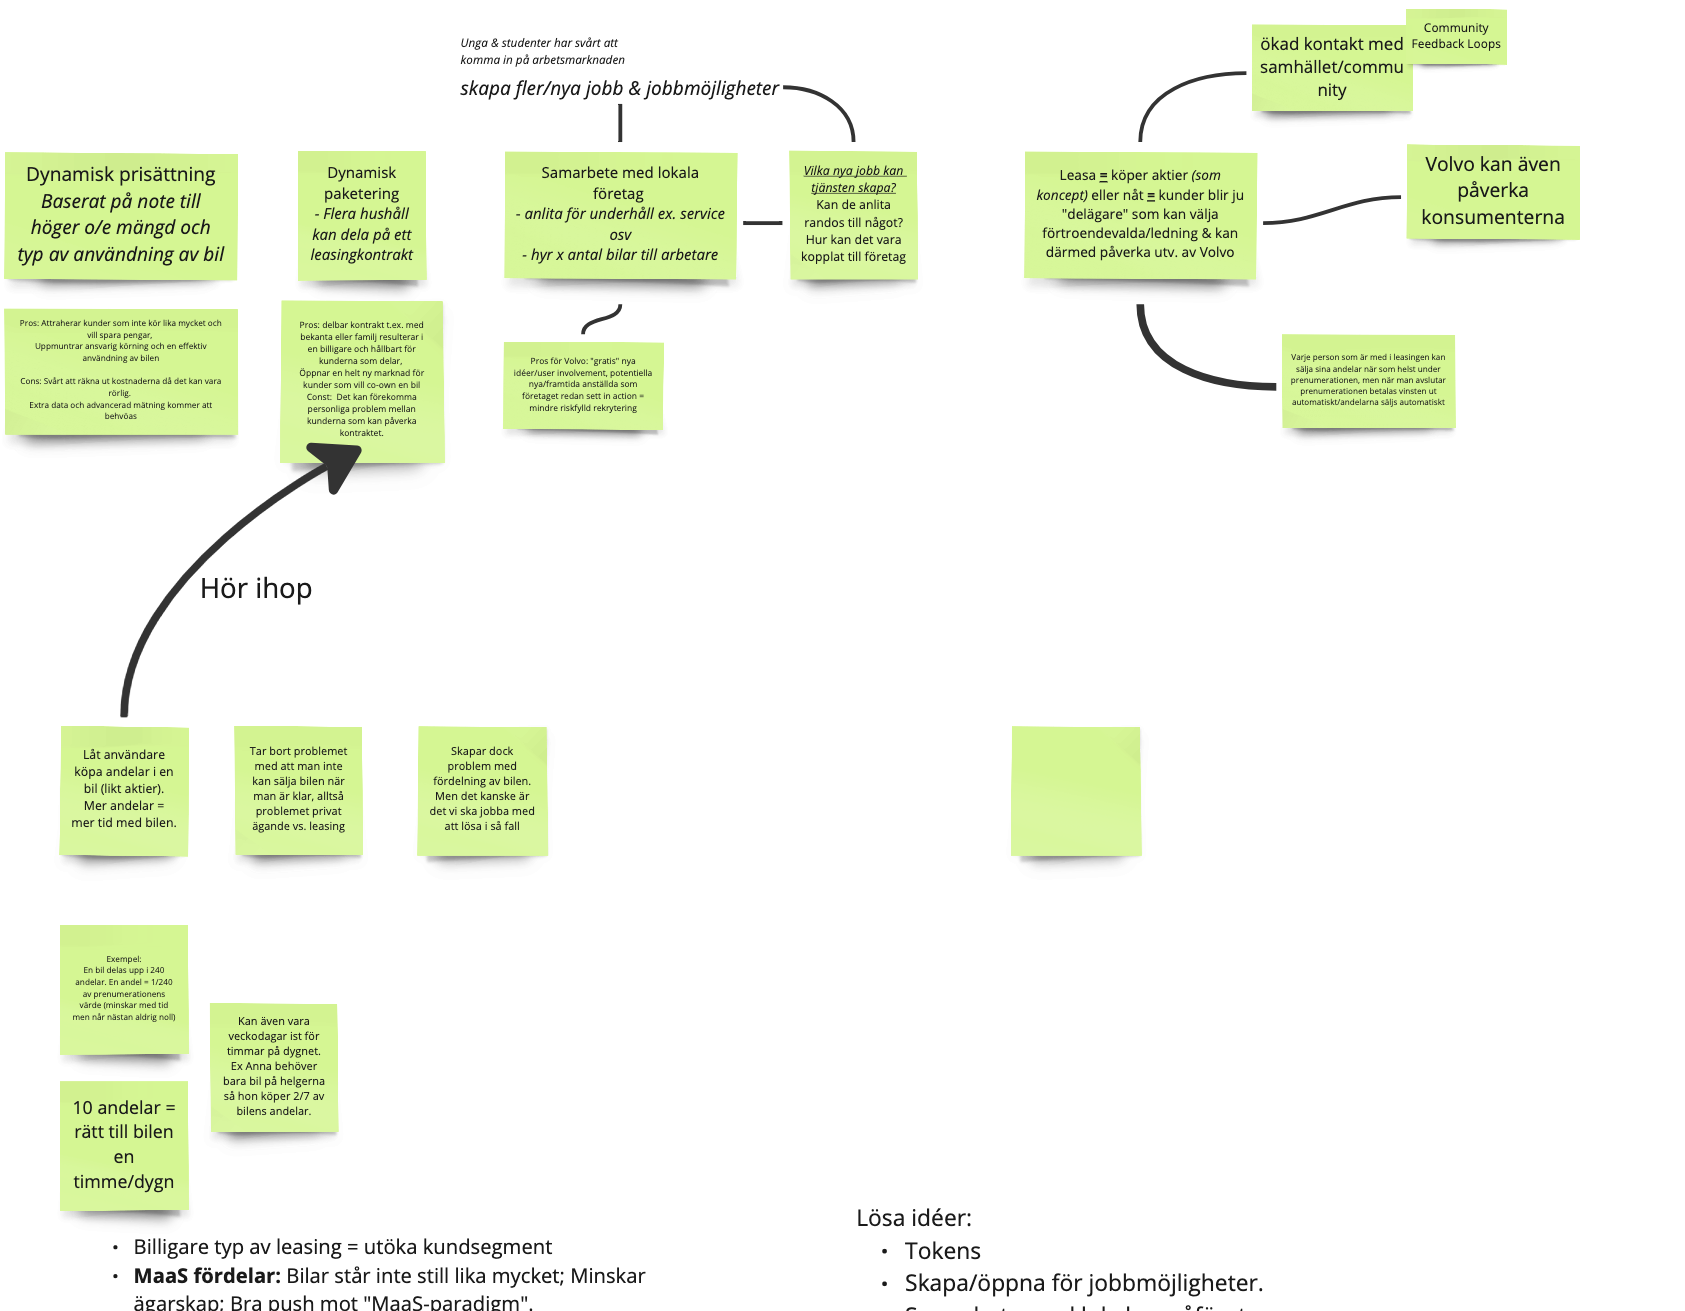 Unga & studenter har svårt att
komma in på arbetsmarknaden
skapa fler/nya jobb & jobbmöjligheter
ökad kontakt med
samhället/commu
nity
Community
Feedback Loops
Dynamisk prisättning
Baserat på note till
höger o/e mängd och
typ av användning av bil
Dynamisk
paketering
- Flera hushåll
kan dela på ett
leasingkontrakt
Samarbete med lokala
företag
- anlita för underhåll ex. service
osv
- hyr x antal bilar till arbetare
Vilka nya jobb kan
tjänsten skapa?
Kan de anlita
randos till något?
Hur kan det vara
kopplat till företag
Leasa = köper aktier (som
koncept) eller nåt = kunder blir ju
"delägare" som kan välja
förtroendevalda/ledning & kan
därmed påverka utv. av Volvo
Volvo kan även
påverka
konsumenterna
Pros: Attraherar kunder som inte kör lika mycket och
vill spara pengar,
Uppmuntrar ansvarig körning och en effektiv
användning av bilen
Cons: Svårt att räkna ut kostnaderna då det kan vara
rörlig.
Extra data och advancerad mätning kommer att
behvöas
Pros: delbar kontrakt t.ex. med
bekanta eller familj resulterar i
en billigare och hållbart för
kunderna som delar,
Öppnar en helt ny marknad för
kunder som vill co-own en bil
Const: Det kan förekomma
personliga problem mellan
kunderna som kan påverka
kontraktet.
Pros för Volvo: "gratis" nya
idéer/user involvement, potentiella
nya/framtida anställda som
företaget redan sett in action =
mindre riskfylld rekrytering
Varje person som är med i leasingen kan
sälja sina andelar när som helst under
prenumerationen, men när man avslutar
prenumerationen betalas vinsten ut
automatiskt/andelarna säljs automatiskt
Hör ihop
Låt användare
köpa andelar i en
bil (likt aktier).
Mer andelar =
mer tid med bilen.
Tar bort problemet
med att man inte
kan sälja bilen när
man är klar, alltså
problemet privat
ägande vs. leasing
Skapar dock
problem med
fördelning av bilen.
Men det kanske är
det vi ska jobba med
att lösa i så fall
Exempel:
En bil delas upp i 240
andelar. En andel = 1/240
av prenumerationens
värde (minskar med tid
men når nästan aldrig noll)
Kan även vara
veckodagar ist för
timmar på dygnet.
Ex Anna behöver
bara bil på helgerna
så hon köper 2/7 av
bilens andelar.
10 andelar =
rätt till bilen
en
timme/dygn
• Billigare typ av leasing = utöka kundsegment
• MaaS fördelar: Bilar står inte still lika mycket; Minskar
ägarskap; Bra push mot "MaaS-paradigm".
Lösa idéer:
• Tokens
• Skapa/öppna för jobbmöjligheter.